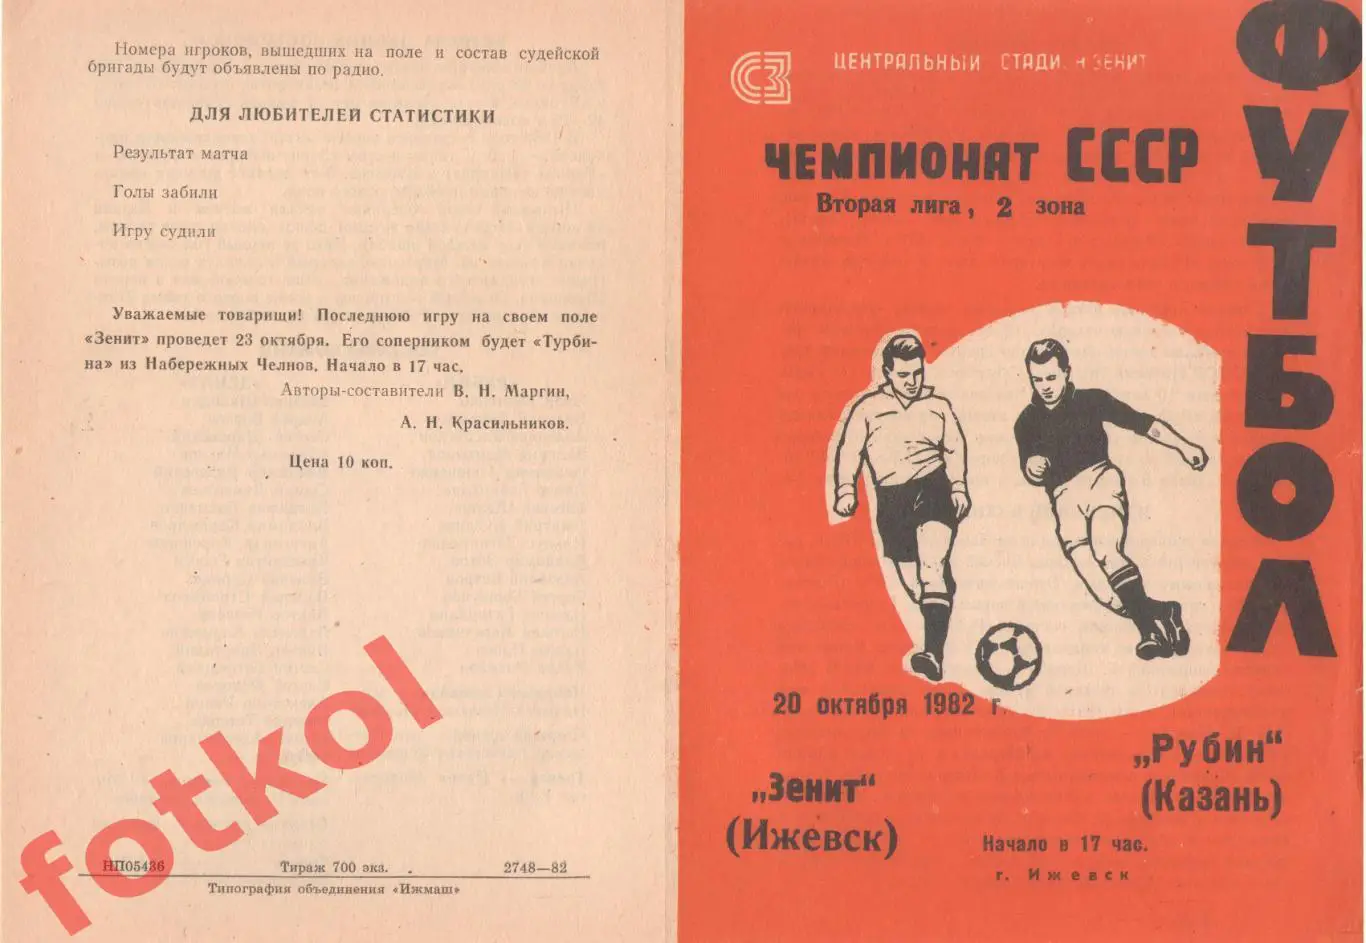 Номера игроков, вышедших на поле и состав судейской
бригады будут объявлены по радио.
ДЛЯ ЛЮБИТЕЛЕЙ СТАТИСТИКИ
Результат матча
Голы забили
Игру судили
Уважаемые товарищи! Последнюю игру на своем поле
«Зенит» проведет 23 октября. Его соперником будет «Турби-
на» из Набережных Челнов. Начало в 17 час.
Авторы-составители В. Н. Маргин,
А. Н. Красильников.
Цена 10 коп.
НП05436 Тираж 700 экз. 2748—82
Типография объединения «Ижмаш»
fotkol
СЗ
ЦЕНТРАЛЬНЫЙ СТАДИ Н ЗЕНИТ
ЧЕМПИОНАТ СССР
Вторая лига, 2 зона
ФУТБОЛ
20 октября 1982 г.
„Рубин“
(Казань)
„Зенит“
(Ижевск)
Начало в 17 час.
г. Ижевск